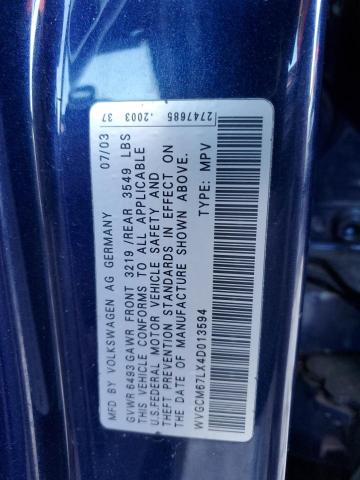 MFD BY VOLKSWAGEN AG GERMANY 07/03
GVWR 6493 GAWR FRONT 3219 /REAR 3549 LBS
THIS VEHICLE CONFORMS TO ALL APPLICABLE
U.S.FEDERAL MOTOR VEHICLE SAFETY AND
THEFT PREVENTION STANDARDS IN EFFECT ON
DATE OF MANUFACTURE SHOWN ABOVE.
WVGCM67LX4D013594 TYPE: MPV
37 .2003 2747685